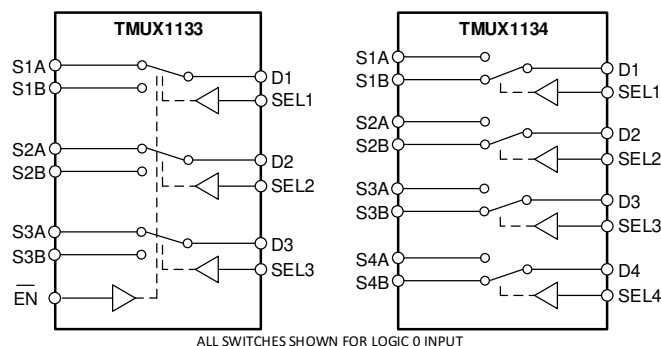 TMUX1133
S1A
S1B
D1
SEL1
S2A
S2B
D2
SEL2
S3A
S3B
D3
SEL3
EN
TMUX1134
S1A
S1B
D1
SEL1
S2A
S2B
D2
SEL2
S3A
S3B
D3
SEL3
S4A
S4B
D4
SEL4
ALL SWITCHES SHOWN FOR LOGIC 0 INPUT